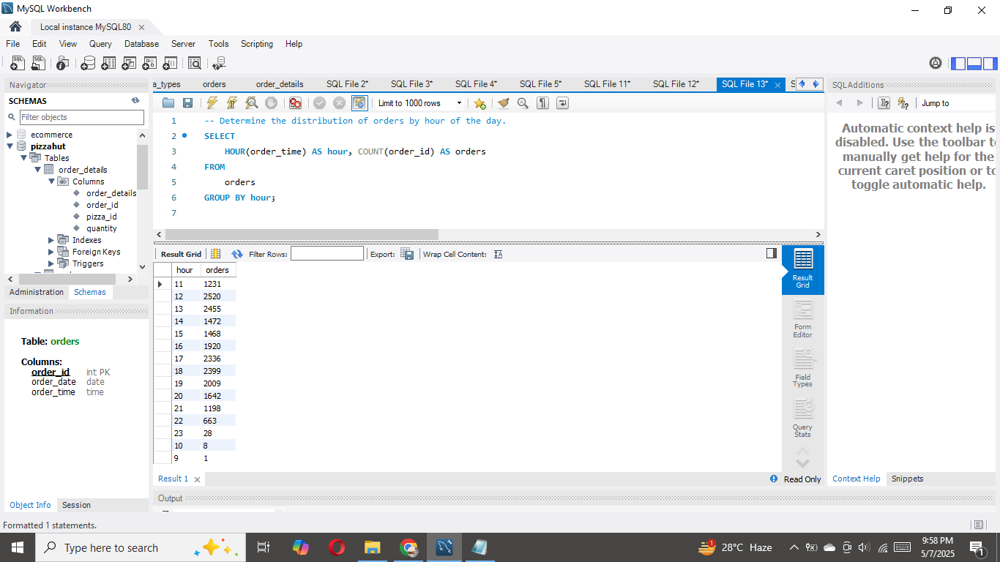 MySQL Workbench
Local instance MySQL80
File Edit View Query Database Server Tools Scripting Help
Navigator
SCHEMAS
Filter objects
ecommerce
pizzahut
Tables
order_details
Columns
order_details
order_id
pizza_id
quantity
Indexes
Foreign Keys
Triggers
Administration Schemas
Information
Table: orders
Columns:
order_id int PK
order_date date
order_time time
Object Info Session
a_types orders order_details SQL File 2* SQL File 3* SQL File 4* SQL File 5* SQL File 11* SQL File 12* SQL File 13* S
Limit to 1000 rows
1 -- Determine the distribution of orders by hour of the day.
2 SELECT
3 HOUR(order_time) AS hour, COUNT(order_id) AS orders
4 FROM
5 orders
6 GROUP BY hour;
7
Result Grid Filter Rows: Export: Wrap Cell Content:
hour orders
11 1231
12 2520
13 2455
14 1472
15 1468
16 1920
17 2336
18 2399
19 2009
20 1642
21 1198
22 663
23 28
10 8
9 1
Result Grid
Form Editor
Field Types
Query Stats
Result 1
Read Only
Output
SQLAdditions
Jump to
Automatic context help is
disabled. Use the toolbar to
manually get help for the
current caret position or to
toggle automatic help.
Context Help Snippets
Formatted 1 statements.
Type here to search
1
28°C Haze
9:58 PM
5/7/2025
1